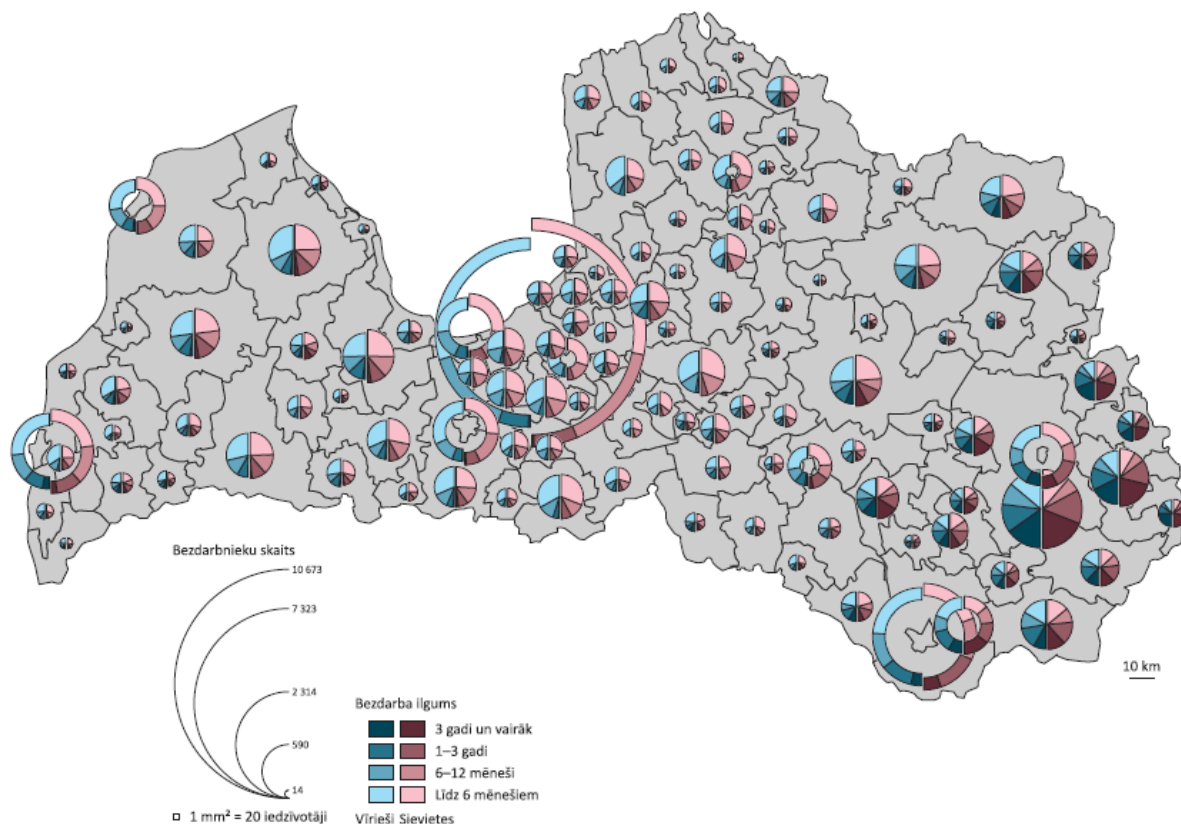 10 km
Bezdarbnieku skaits
10 673
7 323
2 314
590
14
1 mm² = 20 iedzīvotāji
Bezdarba ilgums
3 gadi un vairāk
1–3 gadi
6–12 mēneši
Līdz 6 mēnešiem
Vīrieši Sievietes